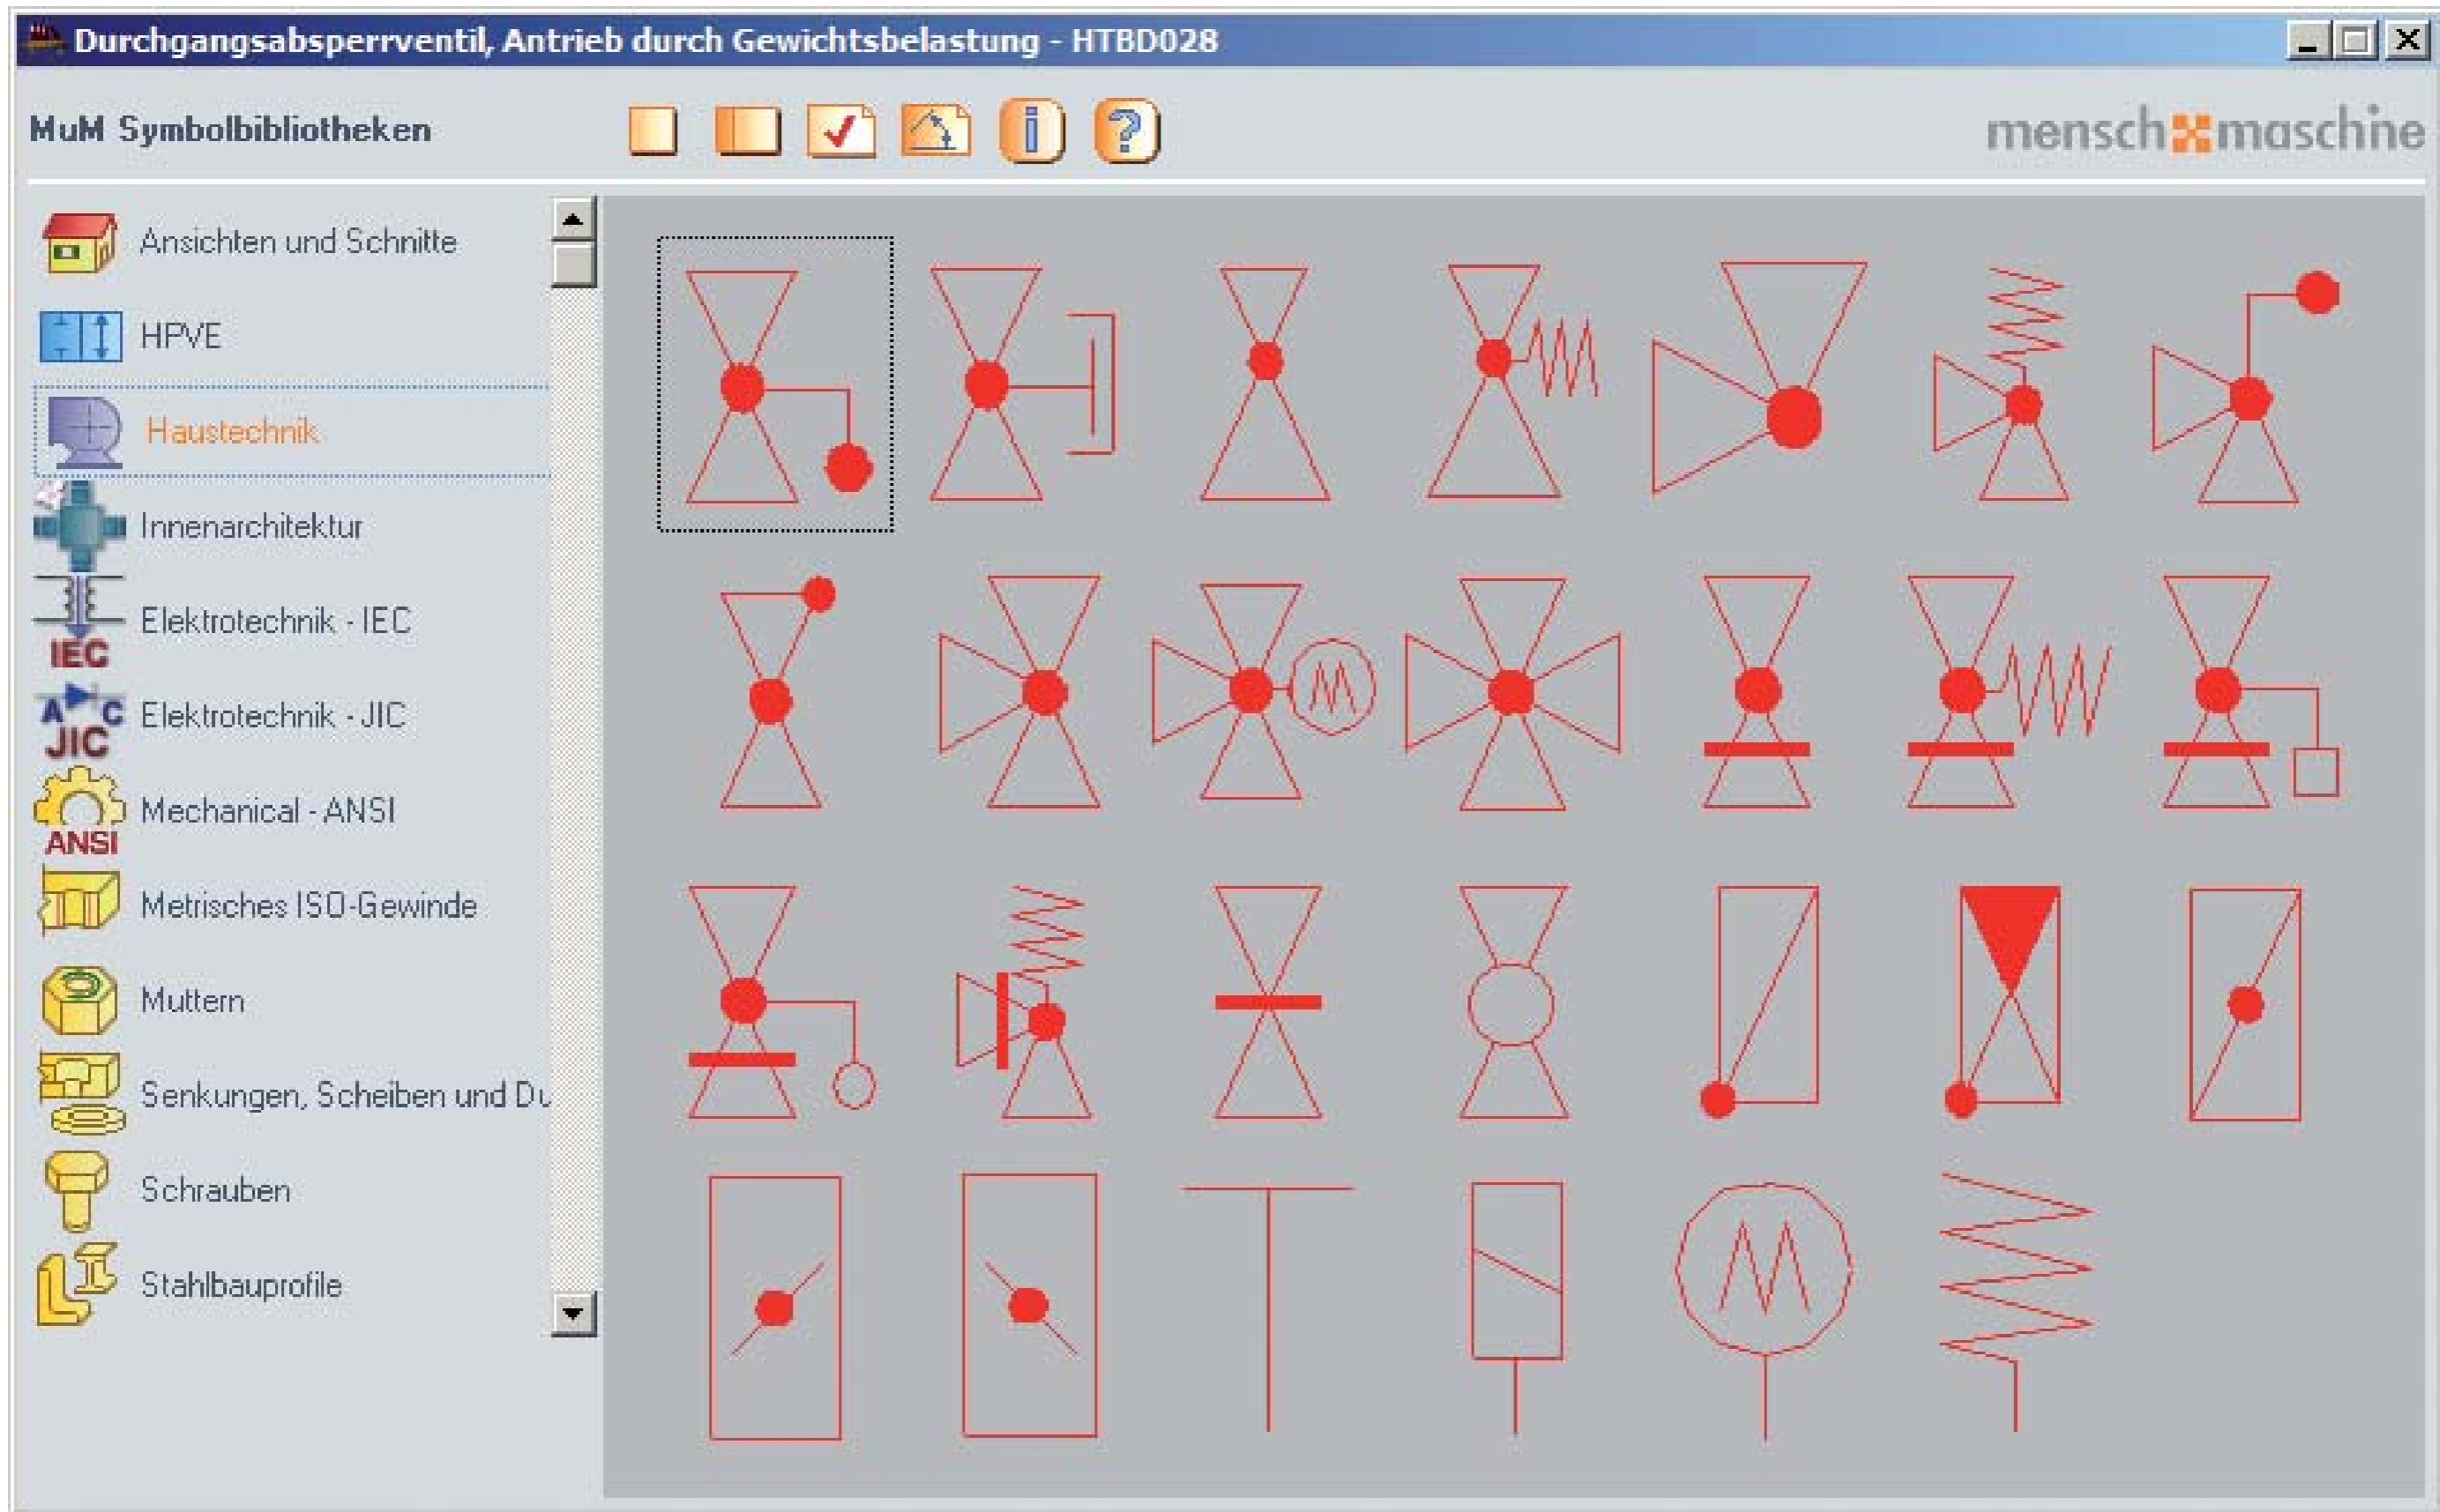 Durchgangsabsperrventil, Antrieb durch Gewichtsbelastung - HTBD028
MuM Symbolbibliotheken
mensch maschine
Ansichten und Schnitte
HPVE
Haustechnik
Innenarchitektur
IEC
Elektrotechnik - IEC
A C
JIC
Elektrotechnik - JIC
ANSI
Mechanical - ANSI
Metrisches ISO-Gewinde
Muttern
Senkungen, Scheiben und Du
Schrauben
Stahlbauprofile